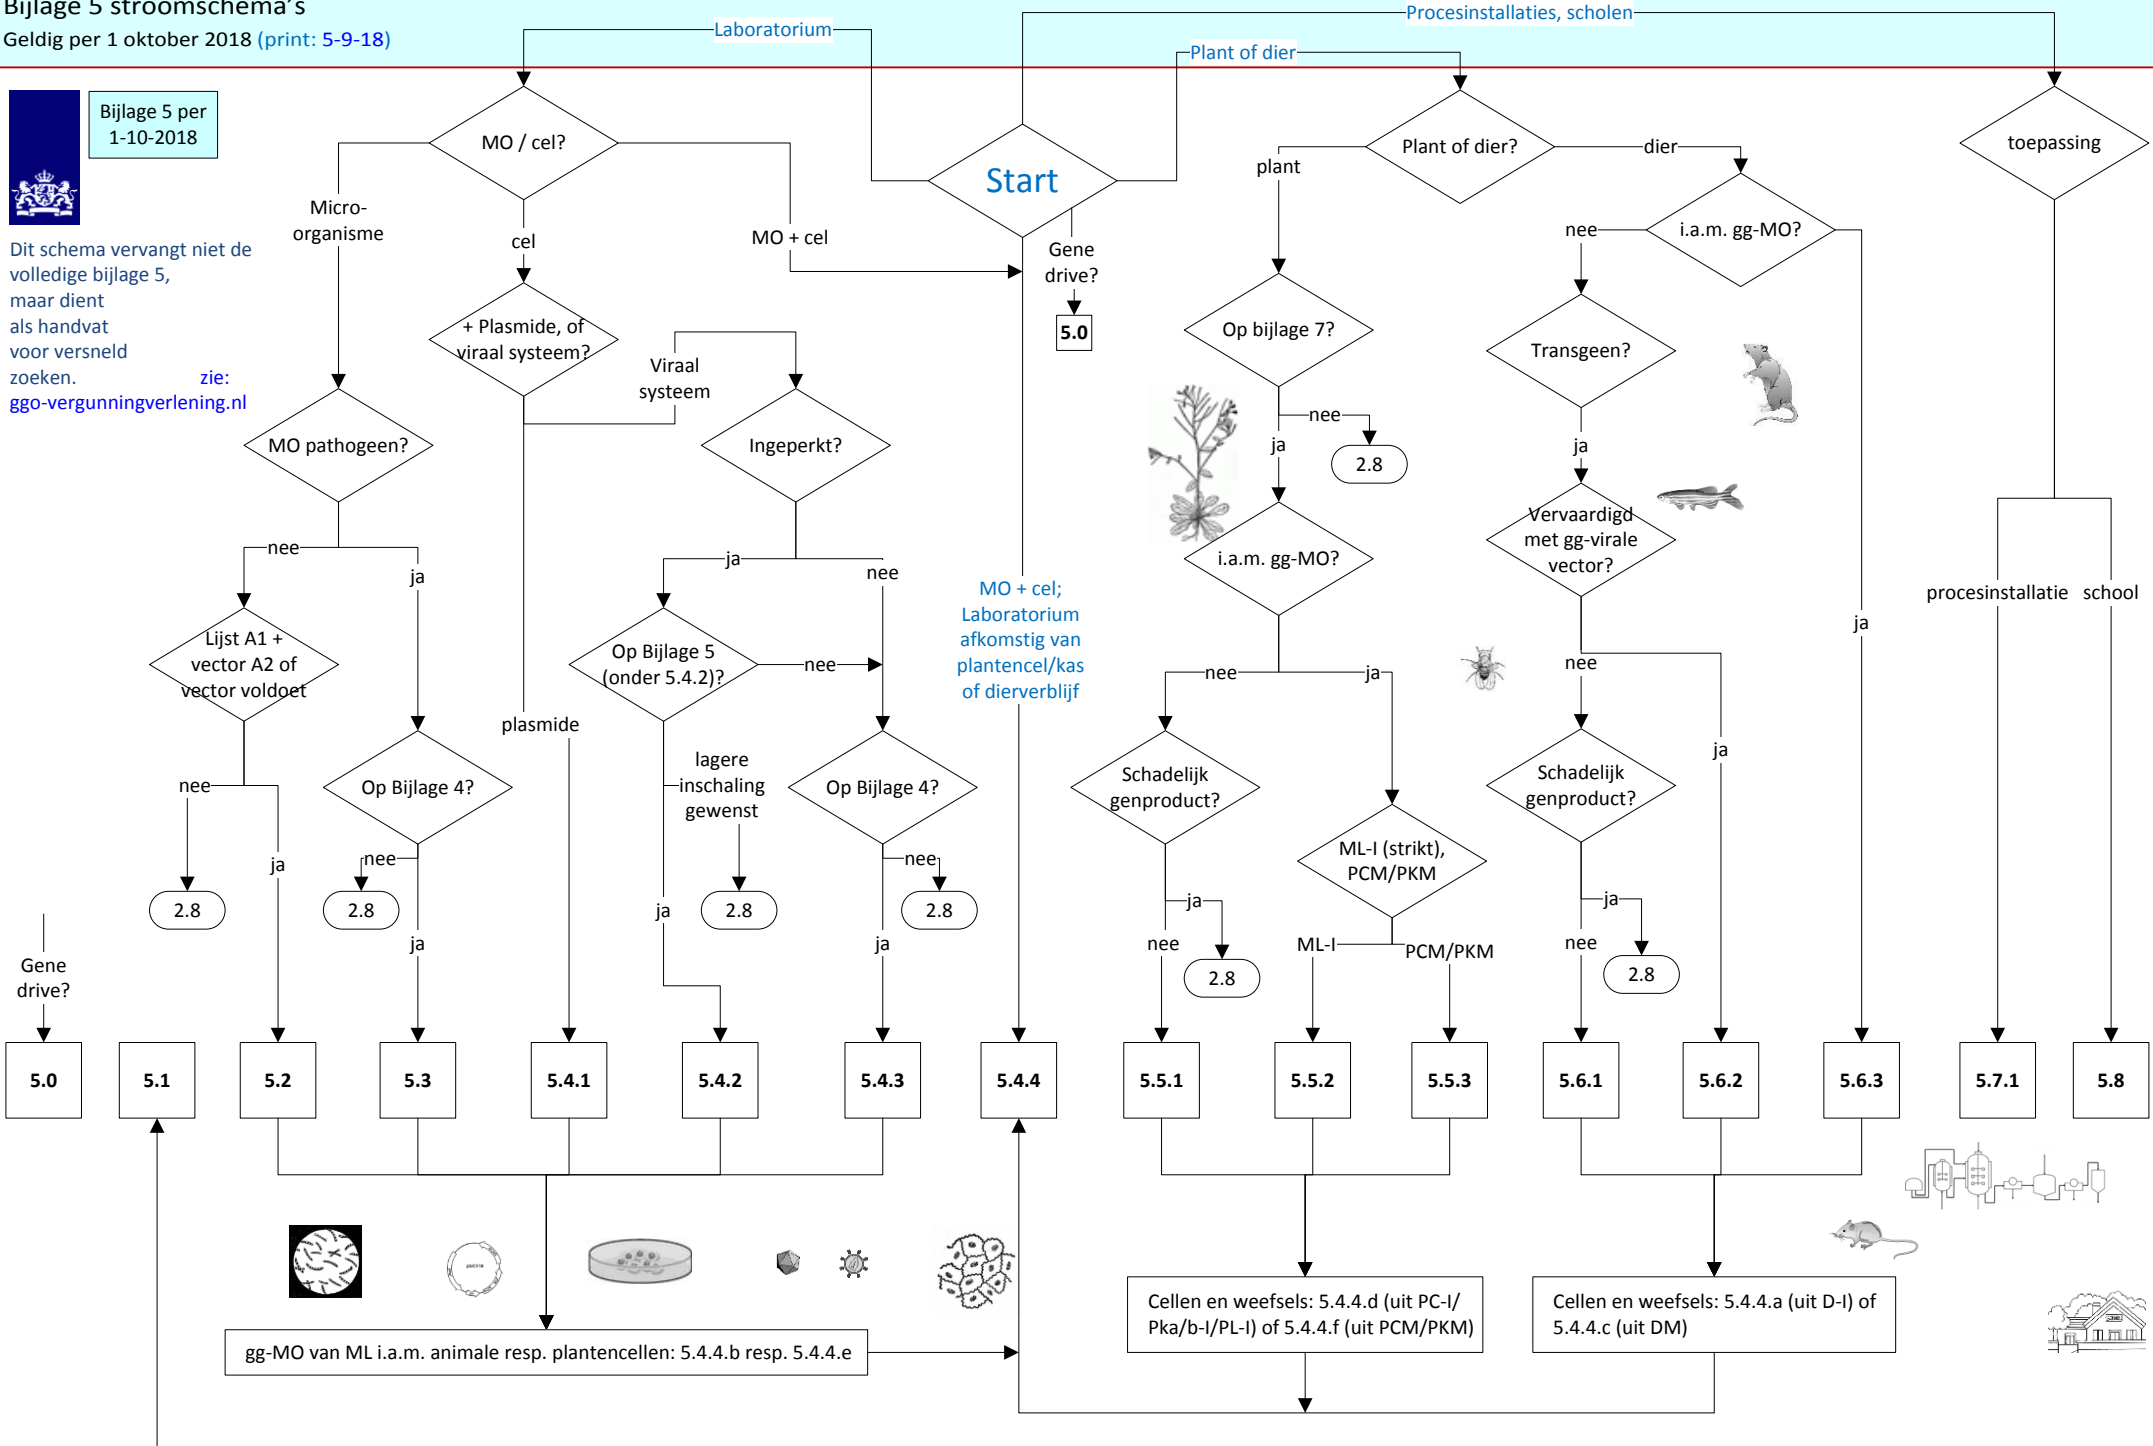 Bijlage 5 stroomschema's
Geldig per 1 oktober 2018 (print: 5-9-18)
Laboratorium
Procesinstallaties, scholen
Plant of dier
Bijlage 5 per
1-10-2018
Dit schema vervangt niet de
volledige bijlage 5,
maar dient
als handvat
voor versneld
zoeken. zie:
ggo-vergunningverlening.nl
MO / cel?
Start
Plant of dier?
toepassing
Micro-
organisme
cel
MO + cel
Gene
drive?
5.0
plant
dier
i.a.m. gg-MO?
nee
+ Plasmide, of
viraal systeem?
Viraal
systeem
Op bijlage 7?
Transgeen?
MO pathogeen?
Ingeperkt?
nee
2.8
ja
ja
Vervaardigd
met gg-virale
vector?
nee
ja
ja
nee
i.a.m. gg-MO?
MO + cel;
Laboratorium
afkomstig van
plantencel/kas
of dierverblijf
procesinstallatie
school
ja
Lijst A1 +
vector A2 of
vector voldoet
Op Bijlage 5
(onder 5.4.2)?
nee
nee
ja
nee
plasmide
ja
lagere
inschaling
gewenst
nee
Op Bijlage 4?
Op Bijlage 4?
Schadelijk
genproduct?
Schadelijk
genproduct?
ja
nee
nee
ML-I (strikt),
PCM/PKM
2.8
2.8
ja
2.8
2.8
ja
ja
ja
ja
nee
2.8
ML-I
PCM/PKM
nee
2.8
Gene
drive?
5.0
5.1
5.2
5.3
5.4.1
5.4.2
5.4.3
5.4.4
5.5.1
5.5.2
5.5.3
5.6.1
5.6.2
5.6.3
5.7.1
5.8
Cellen en weefsels: 5.4.4.d (uit PC-I/
Pka/b-I/PL-I) of 5.4.4.f (uit PCM/PKM)
Cellen en weefsels: 5.4.4.a (uit D-I) of
5.4.4.c (uit DM)
gg-MO van ML i.a.m. animale resp. plantencellen: 5.4.4.b resp. 5.4.4.e